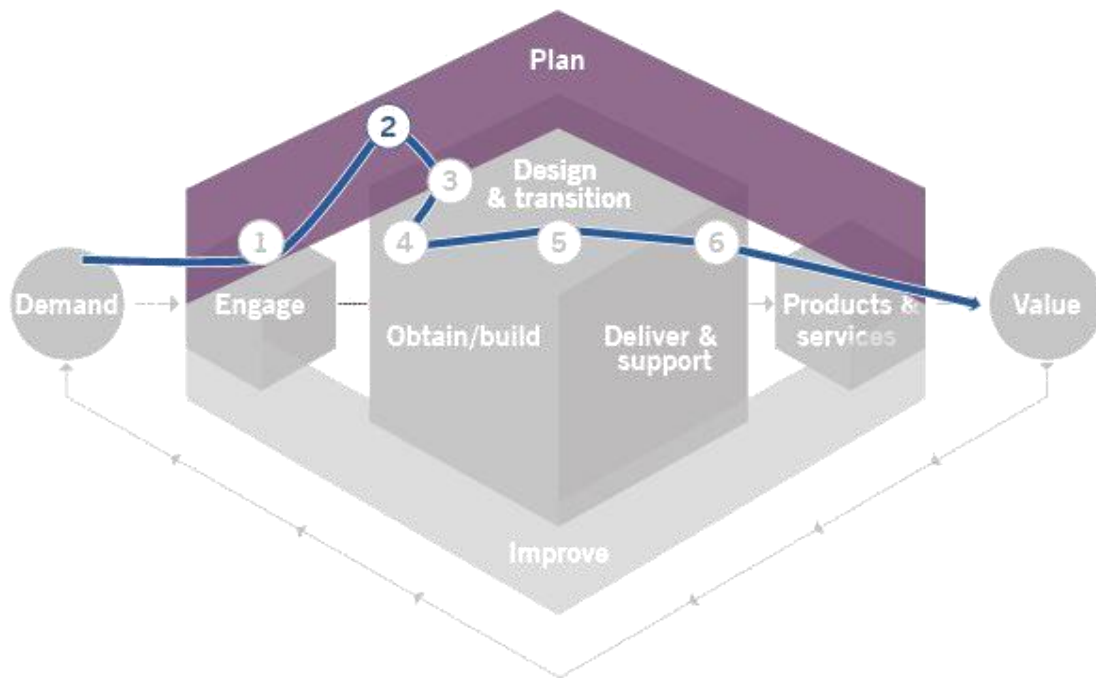 Plan
2
3
Design
& transition
1
4
5
6
Demand
Engage
Products &
services
Value
Obtain/build
Deliver &
support
Improve